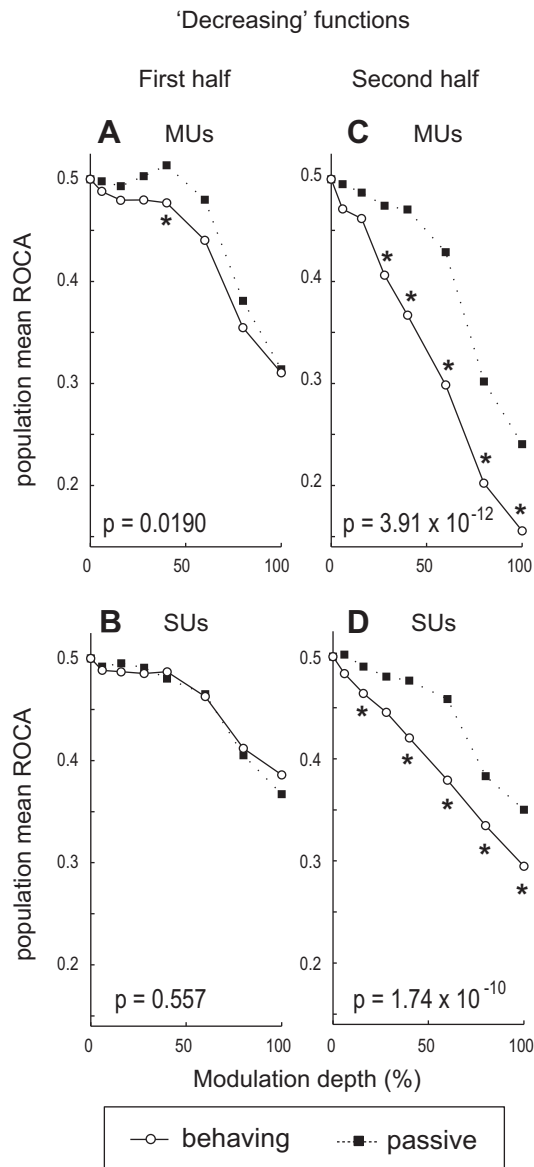 ‘Decreasing’ functions
First half
Second half
A MUs
C MUs
population mean ROCA
0.5
0.4
0.3
0.2
*
p = 0.0190
0 50 100
0.5
0.4
0.3
0.2
*
*
*
*
*
p = 3.91 x 10 -12
0 50 100
B SUs
D SUs
population mean ROCA
0.5
0.4
0.3
0.2
p = 0.557
0 50 100
0.5
0.4
0.3
0.2
*
*
*
*
*
p = 1.74 x 10 -10
0 50 100
Modulation depth (%)
behaving
passive